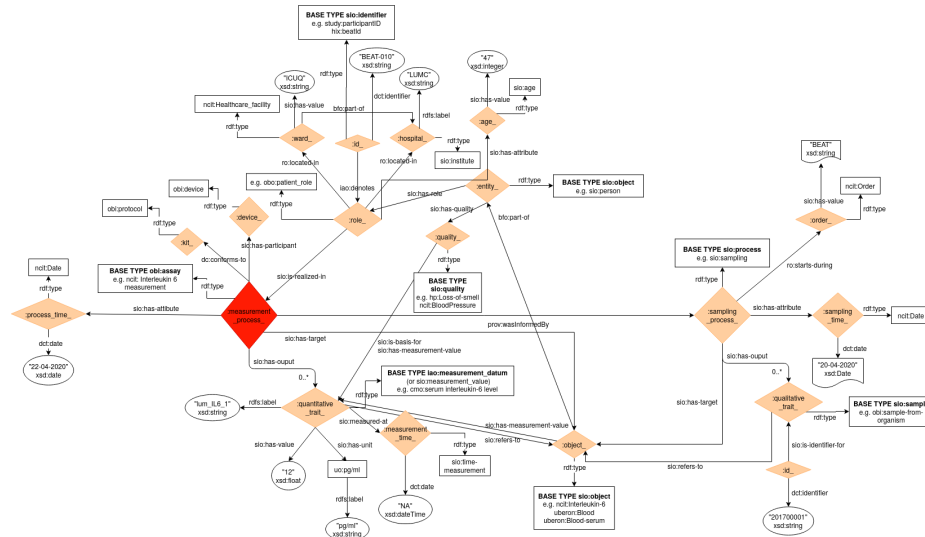 BASE TYPE sio:identifier
e.g. study:participantID
hix:beatId
"BEAT-010"
xsd:string
"ICUQ"
xsd:string
"LUMC"
xsd:string
"47"
xsd:integer
sio:age
rdf:type
dct:identifier
sio:has-value
bfo:part-of
rdfs:label
sio:has-value
rdf:type
ncit:Healthcare_facility
rdf:type
:ward_
:id_
:hospital_
rdf:type
sio:institute
:age_
sio:has-attribute
ro:located-in
iao:denotes
ro:located-in
"BEAT"
xsd:string
ncit:Order
rdf:type
sio:has-value
:order_
obi:device
rdf:type
e.g. obo:patient_role
rdf:type
:role_
sio:has-role
:entity_
rdf:type
BASE TYPE sio:object
e.g. sio:person
obi:protocol
rdf:type
:kit_
:device_
sio:has-participant
dc:conforms-to
sio:has-quality
:quality_
bfo:part-of
rdf:type
sio:is-realized-in
BASE TYPE obi:assay
e.g. ncit: Interleukin 6
measurement
rdf:type
BASE TYPE
sio:quality
e.g. hp:Loss-of-smell
ncit:BloodPressure
BASE TYPE sio:process
e.g. sio:sampling
rdf:type
ro:starts-during
ncit:Date
rdf:type
:process_time_
sio:has-attibute
:measurement
_process_
prov:wasInformedBy
:sampling
_process_
sio:has-attribute
:sampling
_time_
rdf:type
ncit:Date
dct:date
"22-04-2020"
xsd:date
sio:has-target
sio:is-basis-for
sio:has-measurement-value
dct:date
"20-04-2020"
xsd:Date
sio:has-ouput
0..*
BASE TYPE iao:measurement_datum
(or sio:measurement_value)
e.g. cmo:serum interleukin-6 level
rdf:type
sio:has-ouput
0..*
sio:has-target
:qualitative
_trait_
rdf:type
BASE TYPE sio:sampl
e.g. obi:sample-from-
organism
"lum_IL6_1"
xsd:string
rdfs:label
:quantitative
_trait_
sio:measured-at
:measurement
_time_
sio:has-measurement-value
sio:refers-to
:object_
sio:refers-to
sio:is-identifier-for
:id_
sio:has-value
sio:has-unit
rdf:type
sio:time-
measurement
rdf:type
"12"
xsd:float
uo:pg/ml
dct:date
rdfs:label
"NA"
xsd:dateTime
"pg/ml"
xsd:string
BASE TYPE sio:object
e.g. ncit:Interleukin-6
uberon:Blood
uberon:Blood-serum
dct:identifier
"201700001"
xsd:string